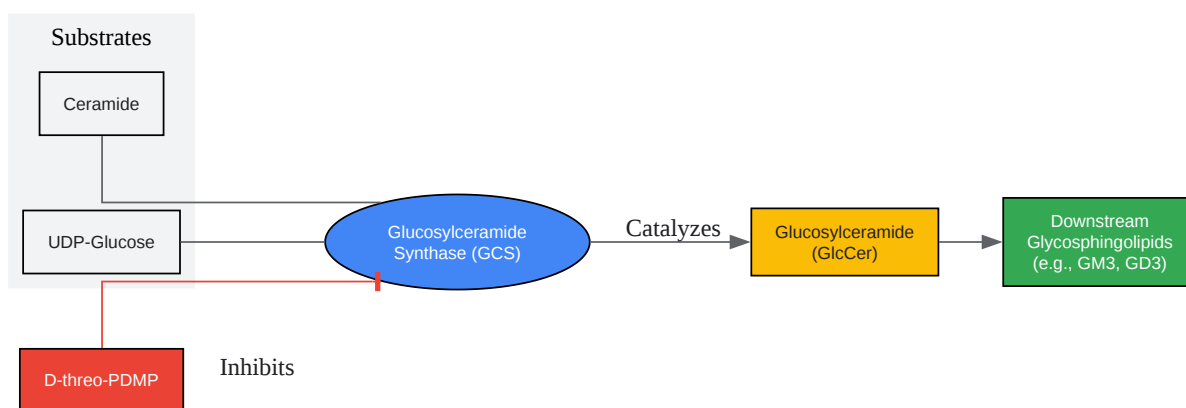 Substrates
Ceramide
UDP-Glucose
Glucosylceramide
Synthase (GCS)
Catalyzes
Glucosylceramide
(GlcCer)
Downstream
Glycosphingolipids
(e.g., GM3, GD3)
D-threo-PDMP
Inhibits